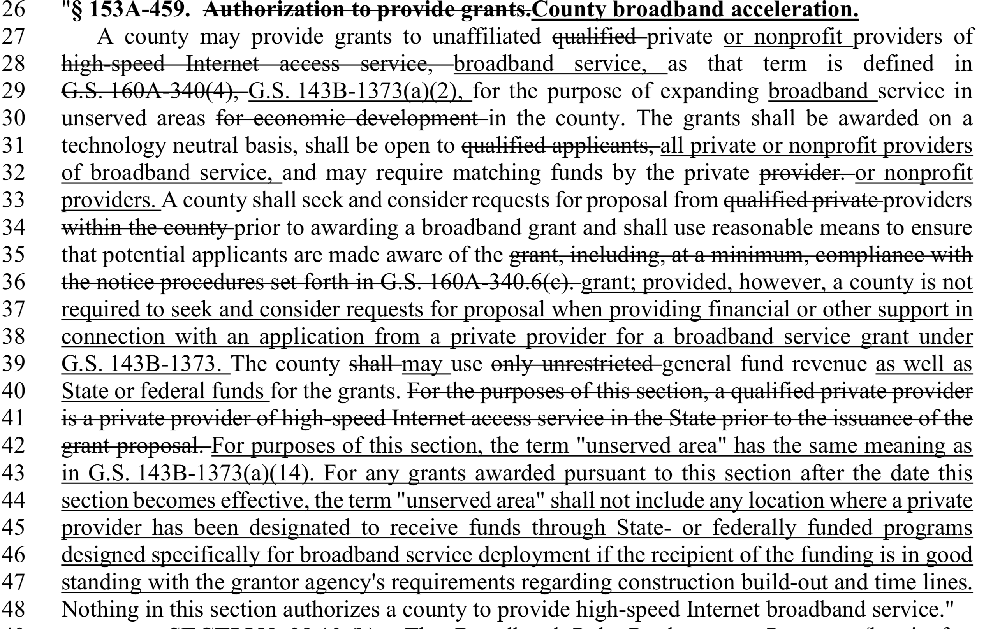 26 "§ 153A-459. Authorization to provide grants.County broadband acceleration.
27 A county may provide grants to unaffiliated qualified private or nonprofit providers of
28 high-speed Internet access service, broadband service, as that term is defined in
29 G.S. 160A-340(4), G.S. 143B-1373(a)(2), for the purpose of expanding broadband service in
30 unserved areas for economic development in the county. The grants shall be awarded on a
31 technology neutral basis, shall be open to qualified applicants, all private or nonprofit providers
32 of broadband service, and may require matching funds by the private provider. or nonprofit
33 providers. A county shall seek and consider requests for proposal from qualified private providers
34 within the county prior to awarding a broadband grant and shall use reasonable means to ensure
35 that potential applicants are made aware of the grant, including, at a minimum, compliance with
36 the notice procedures set forth in G.S. 160A-340.6(c). grant; provided, however, a county is not
37 required to seek and consider requests for proposal when providing financial or other support in
38 connection with an application from a private provider for a broadband service grant under
39 G.S. 143B-1373. The county shall may use only unrestricted general fund revenue as well as
40 State or federal funds for the grants. For the purposes of this section, a qualified private provider
41 is a private provider of high-speed Internet access service in the State prior to the issuance of the
42 grant proposal. For purposes of this section, the term "unserved area" has the same meaning as
43 in G.S. 143B-1373(a)(14). For any grants awarded pursuant to this section after the date this
44 section becomes effective, the term "unserved area" shall not include any location where a private
45 provider has been designated to receive funds through State- or federally funded programs
46 designed specifically for broadband service deployment if the recipient of the funding is in good
47 standing with the grantor agency's requirements regarding construction build-out and time lines.
48 Nothing in this section authorizes a county to provide high-speed Internet broadband service."